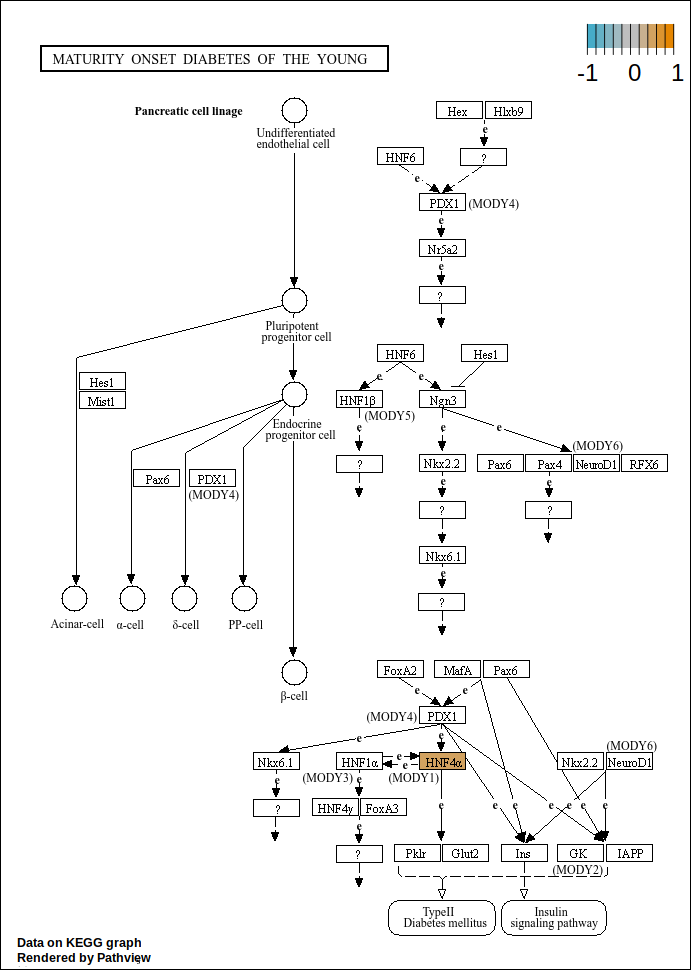 MATURITY ONSET DIABETES OF THE YOUNG
-1 0 1
Pancreatic cell linage
Undifferentiated
endothelial cell
Hex Hlxb9
e
HNF6 ?
e
PDX1 (MODY4)
e
Nr5a2
e
?
Pluripotent
progenitor cell
HNF6 Hes1
e e
Hes1
Mist1
HNF1β Ngn3
(MODY5)
Endocrine
progenitor cell
e e e
(MODY6)
? Nkx2.2 Pax6 Pax4 NeuroD1 RFX6
Pax6 PDX1
(MODY4)
e e
? ?
Nkx6.1
e
?
Acinar-cell α-cell δ-cell PP-cell
β-cell
FoxA2 MafA Pax6
e e
(MODY4) PDX1
e e
(MODY6)
Nkx6.1 HNF1α e HNF4α Nkx2.2 NeuroD1
e
(MODY3) (MODY1)
e e
? HNF4γ FoxA3 e e e e e e
e
? Pklr Glut2 Ins GK IAPP
(MODY2)
TypeII
Diabetes mellitus
Insulin
signaling pathway
Data on KEGG graph
Rendered by Pathview